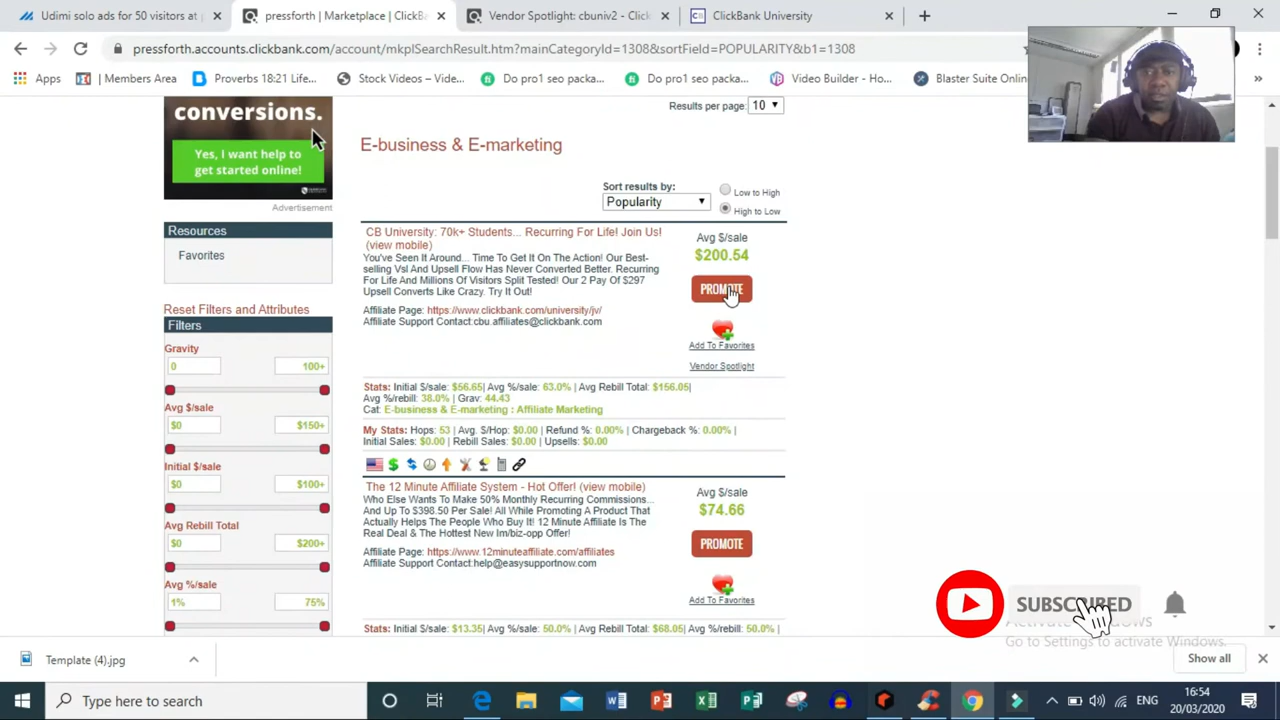 Udimi solo ads for 50 visitors at p
pressforth | Marketplace | ClickBa
Vendor Spotlight: cbuniv2 - Click
CB ClickBank University
pressforth.accounts.clickbank.com/account/mkplSearchResult.htm?mainCategoryId=1308&sortField=POPULARITY&b1=1308
Apps
| Members Area
Proverbs 18:21 Life...
Stock Videos – Vide...
Do pro1 seo packa...
Do pro1 seo packa...
Video Builder - Ho...
Blaster Suite Onlin
conversions.
Yes, I want help to
get started online!
Advertisement
Resources
Favorites
Reset Filters and Attributes
Filters
Gravity
0 100+
Avg $/sale
$0 $150+
Initial $/sale
$0 $100+
Avg Rebill Total
$0 $200+
Avg %/sale
1% 75%
Results per page: 10
E-business & E-marketing
Sort results by:
Popularity
Low to High
High to Low
CB University: 70k+ Students... Recurring For Life! Join Us!
(view mobile)
You've Seen It Around... Time To Get It On The Action! Our Best-
selling Vsl And Upsell Flow Has Never Converted Better. Recurring
For Life And Millions Of Visitors Split Tested! Our 2 Pay Of $297
Upsell Converts Like Crazy. Try It Out!
Affiliate Page: https://www.clickbank.com/university/jv/
Affiliate Support Contact:cbu.affiliates@clickbank.com
Avg $/sale
$200.54
PROMOTE
Add To Favorites
Vendor Spotlight
Stats: Initial $/sale: $56.65| Avg %/sale: 63.0%| Avg Rebill Total: $156.05|
Avg %/rebill: 38.0%| Grav: 44.43
Cat: E-business & E-marketing : Affiliate Marketing
My Stats: Hops: 53 | Avg. $/Hop: $0.00 | Refund %: 0.00% | Chargeback %: 0.00% |
Initial Sales: $0.00 | Rebill Sales: $0.00 | Upsells: $0.00
The 12 Minute Affiliate System - Hot Offer! (view mobile)
Who Else Wants To Make 50% Monthly Recurring Commissions...
And Up To $398.50 Per Sale! All While Promoting A Product That
Actually Helps The People Who Buy It! 12 Minute Affiliate Is The
Real Deal & The Hottest New Im/biz-opp Offer!
Affiliate Page: https://www.12minuteaffiliate.com/affiliates
Affiliate Support Contact:help@easysupportnow.com
Avg $/sale
$74.66
PROMOTE
Add To Favorites
Stats: Initial $/sale: $13.35| Avg %/sale: 50.0%| Avg Rebill Total: $68.05| Avg %/rebill: 50.0%|
SUBSCRIBED
Activate Windows
Go to Settings to activate Windows.
Template (4).jpg
Show all
Type here to search
ENG
16:54
20/03/2020